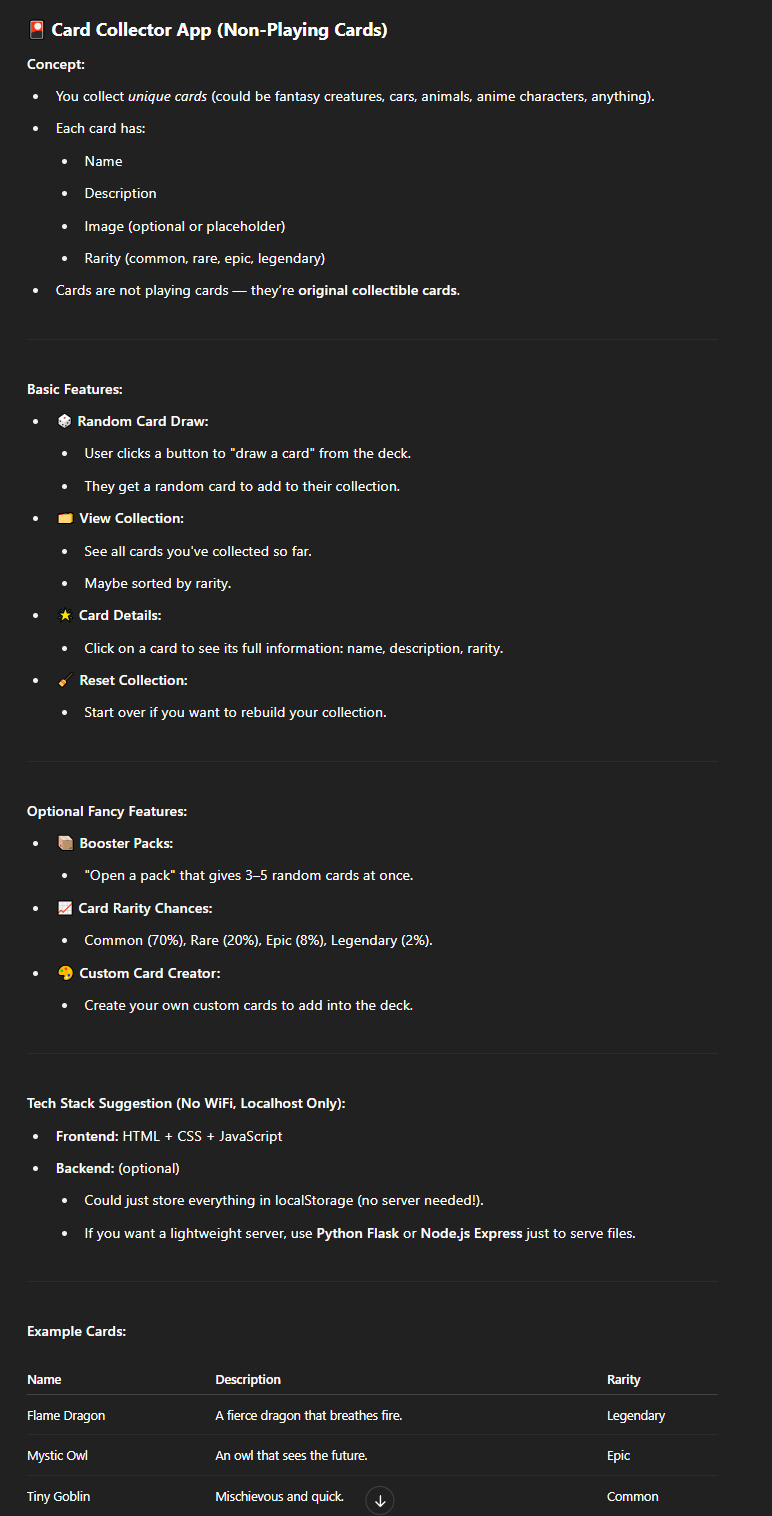 🎴 Card Collector App (Non-Playing Cards)
Concept:
• You collect unique cards (could be fantasy creatures, cars, animals, anime characters, anything).
• Each card has:
• Name
• Description
• Image (optional or placeholder)
• Rarity (common, rare, epic, legendary)
• Cards are not playing cards — they're original collectible cards.
Basic Features:
• 🎲 Random Card Draw:
• User clicks a button to "draw a card" from the deck.
• They get a random card to add to their collection.
• 🗂️ View Collection:
• See all cards you've collected so far.
• Maybe sorted by rarity.
• 🌟 Card Details:
• Click on a card to see its full information: name, description, rarity.
• 🧹 Reset Collection:
• Start over if you want to rebuild your collection.
Optional Fancy Features:
• 📦 Booster Packs:
• "Open a pack" that gives 3–5 random cards at once.
• 📈 Card Rarity Chances:
• Common (70%), Rare (20%), Epic (8%), Legendary (2%).
• 🎨 Custom Card Creator:
• Create your own custom cards to add into the deck.
Tech Stack Suggestion (No WiFi, Localhost Only):
• Frontend: HTML + CSS + JavaScript
• Backend: (optional)
• Could just store everything in localStorage (no server needed!).
• If you want a lightweight server, use Python Flask or Node.js Express just to serve files.
Example Cards:
Name Description Rarity
Flame Dragon A fierce dragon that breathes fire. Legendary
Mystic Owl An owl that sees the future. Epic
Tiny Goblin Mischievous and quick. Common